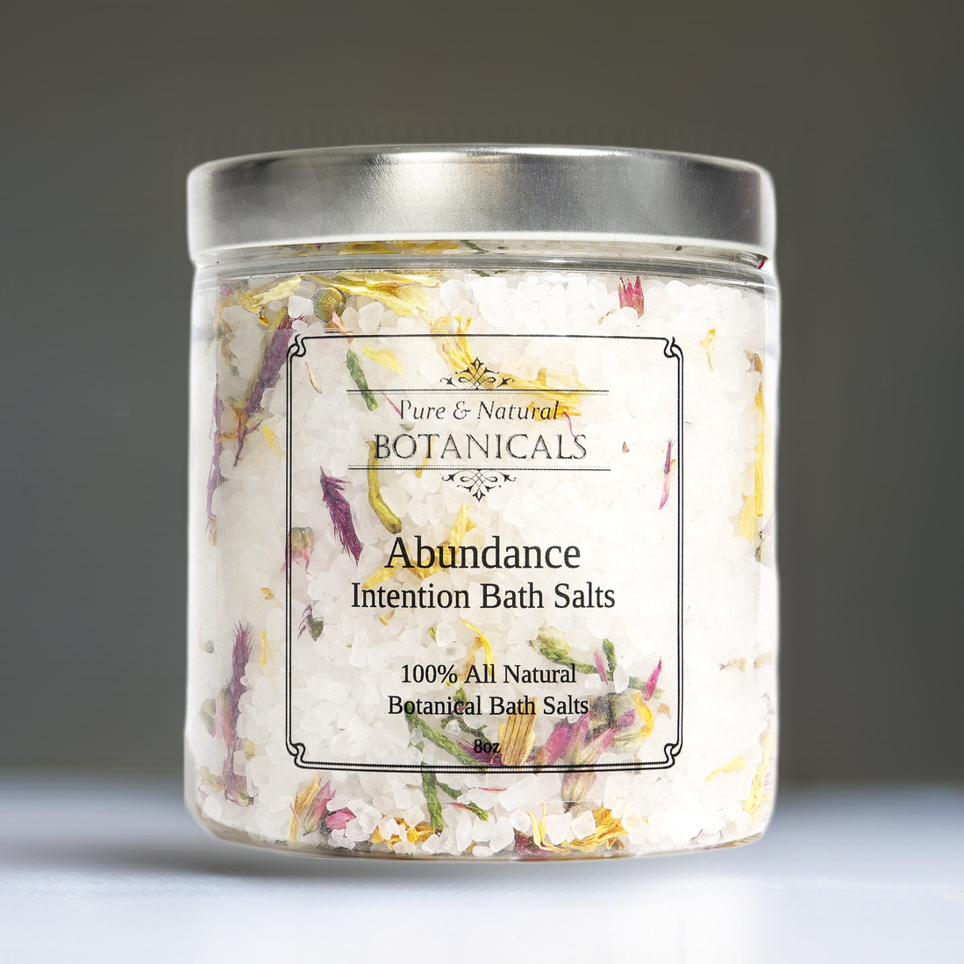 Pure & Natural
BOTANICALS
Abundance
Intention Bath Salts
100% All Natural
Botanical Bath Salts
8oz